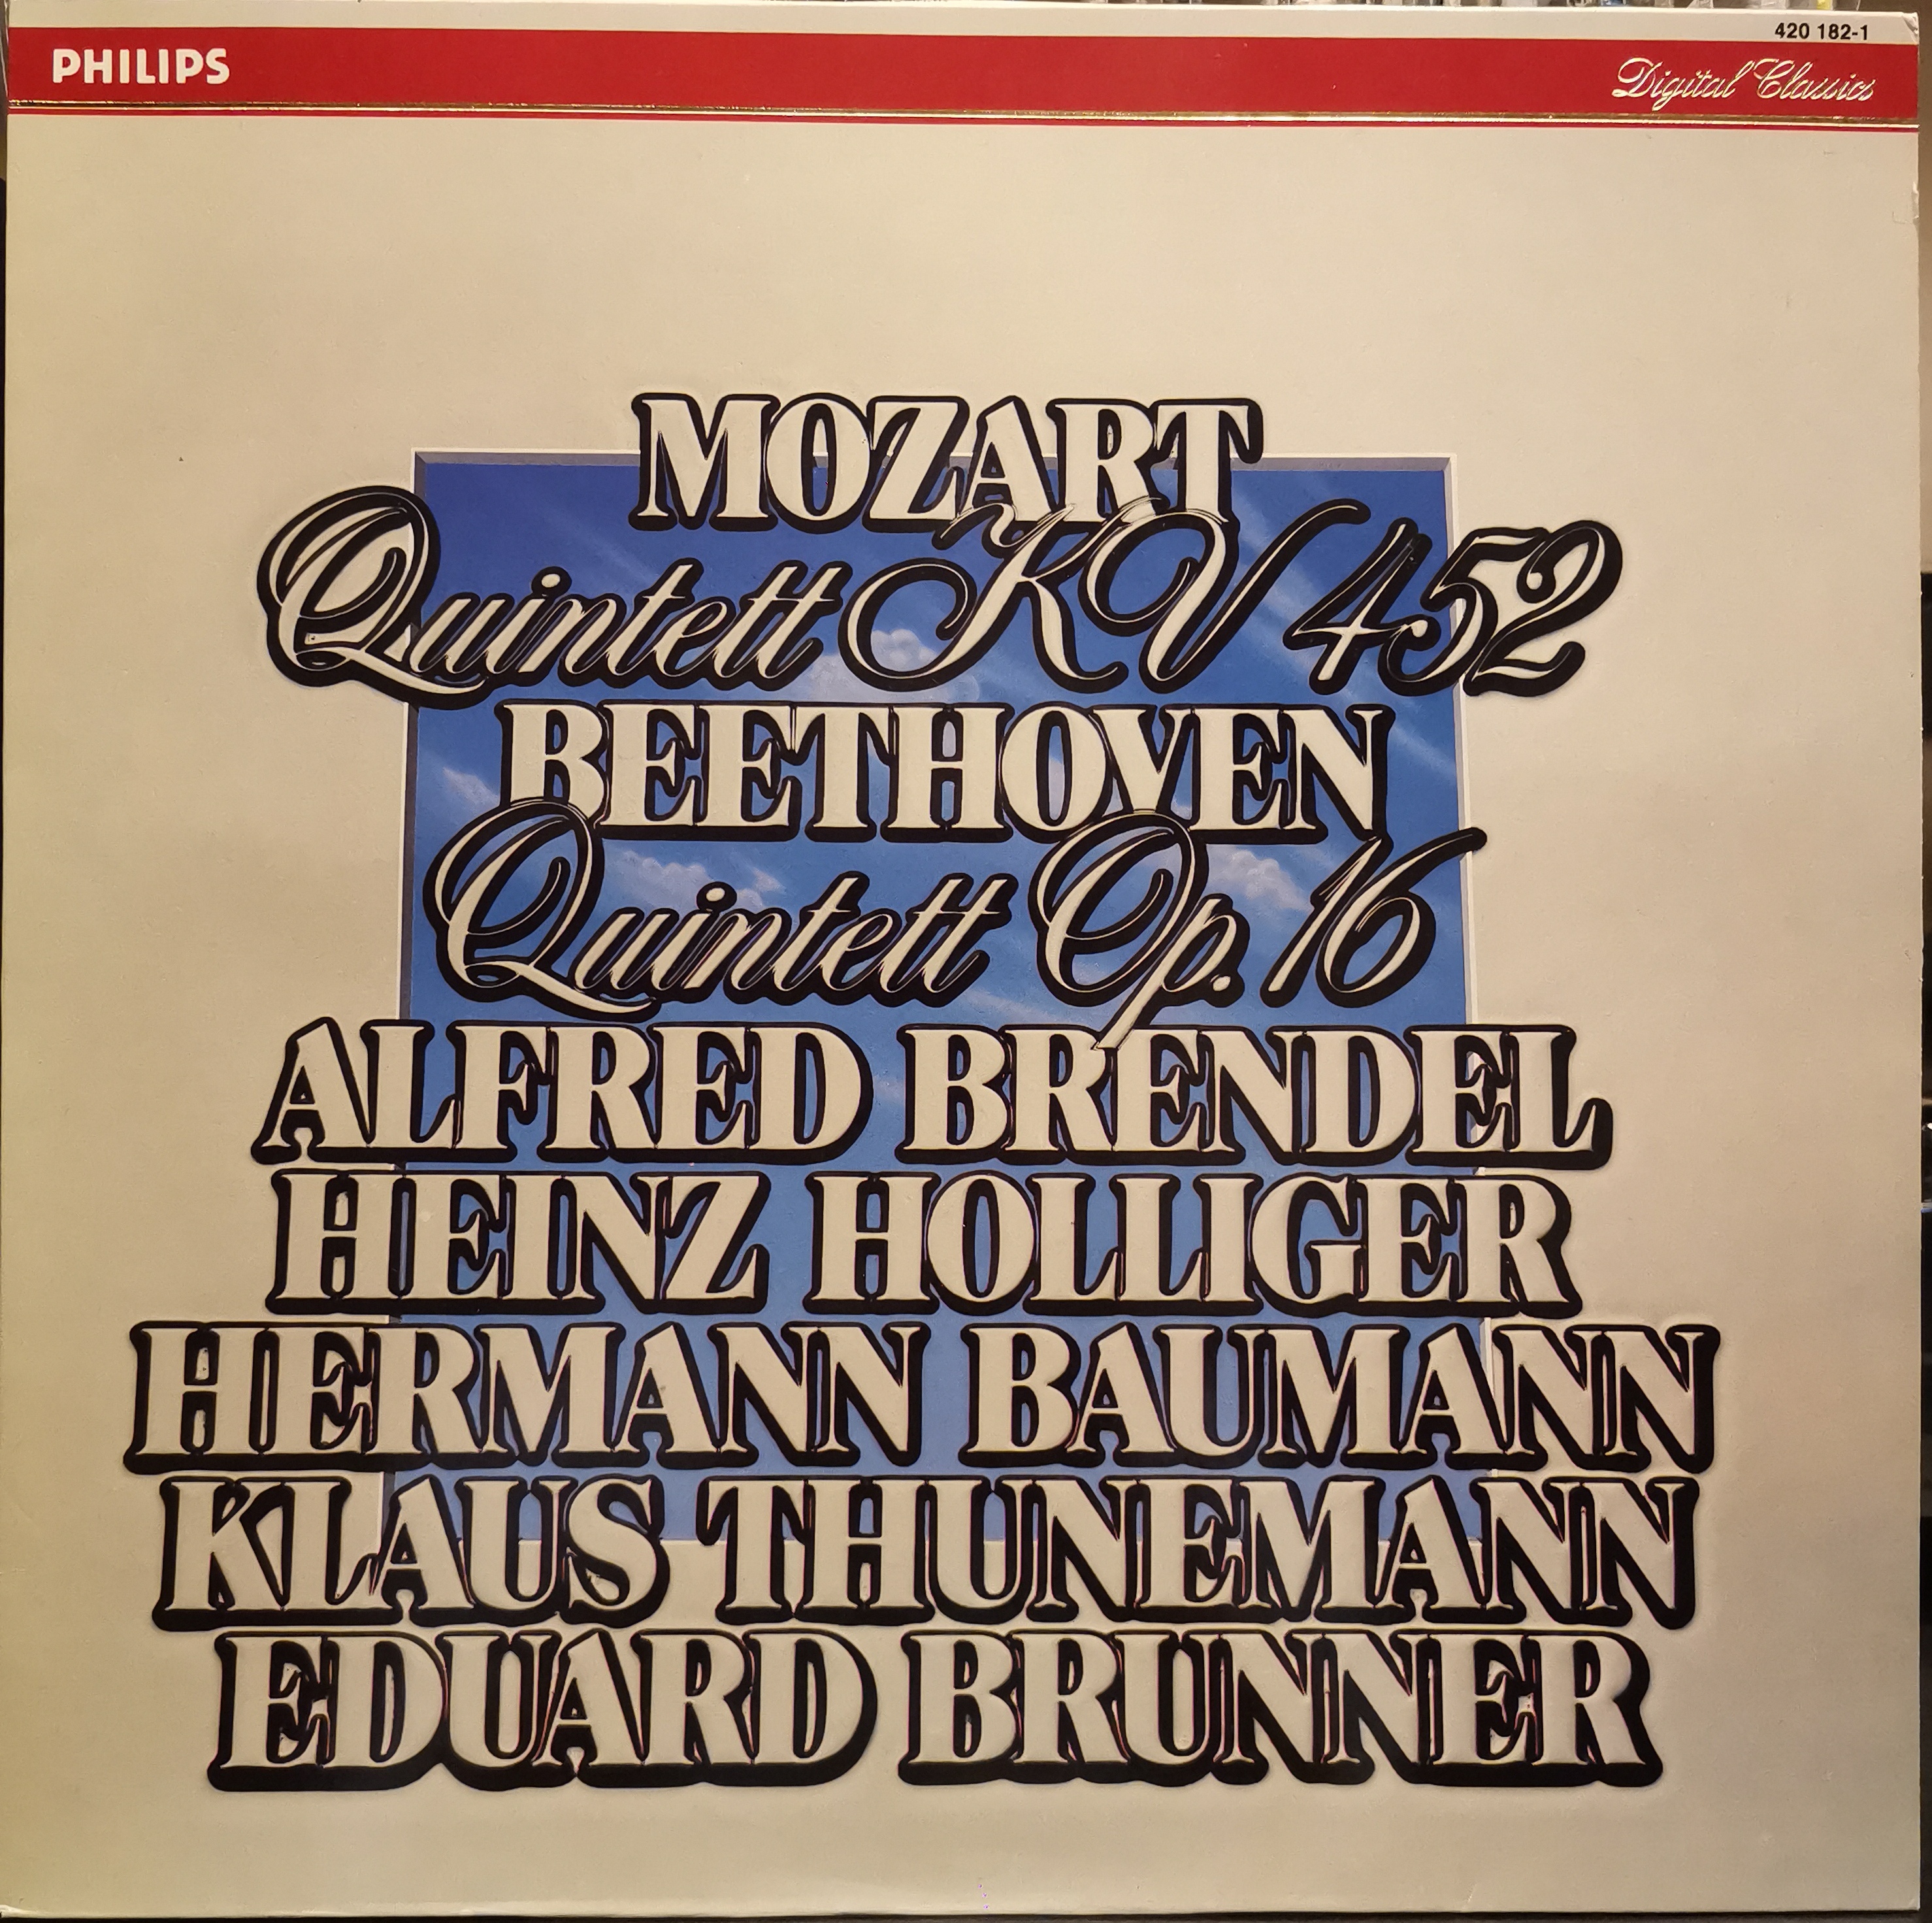 420 182-1
PHILIPS Digital Classics
MOZART
Quintett KV 452
BEETHOVEN
Quintett Op. 16
ALFRED BRENDEL
HEINZ HOLLIGER
HERMANN BAUMANN
KLAUS THUNEMANN
EDUARD BRUNNER